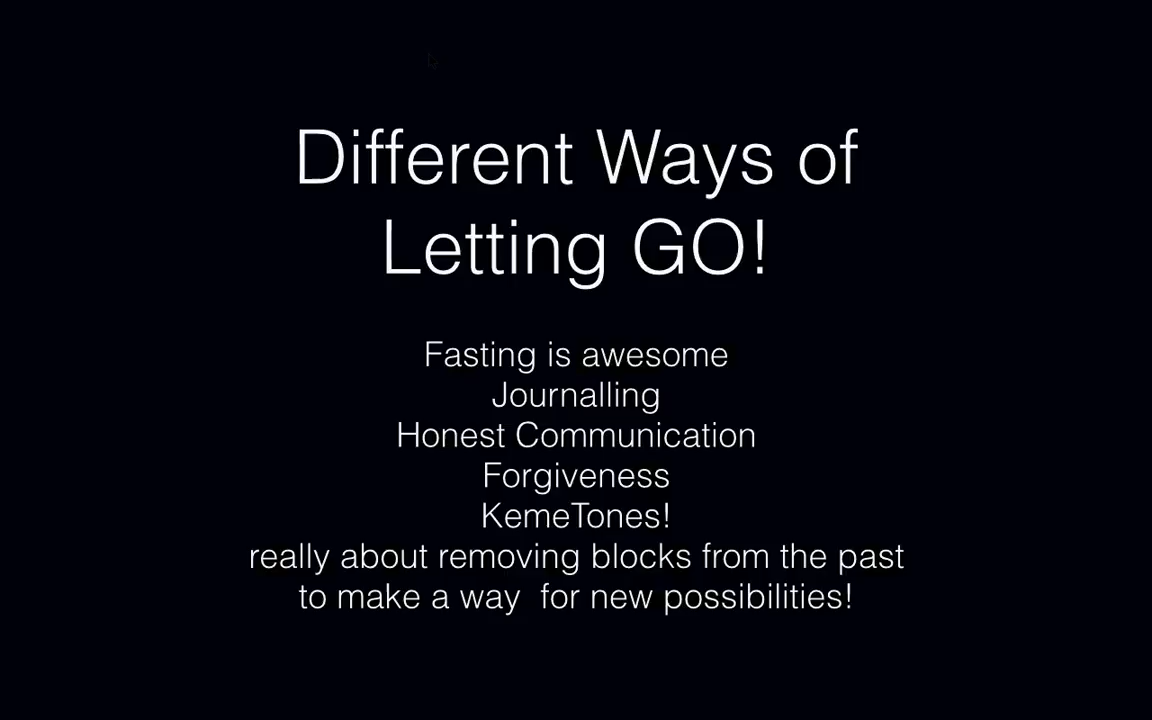 Different Ways of
Letting GO!
Fasting is awesome
Journalling
Honest Communication
Forgiveness
KemeTones!
really about removing blocks from the past
to make a way  for new possibilities!